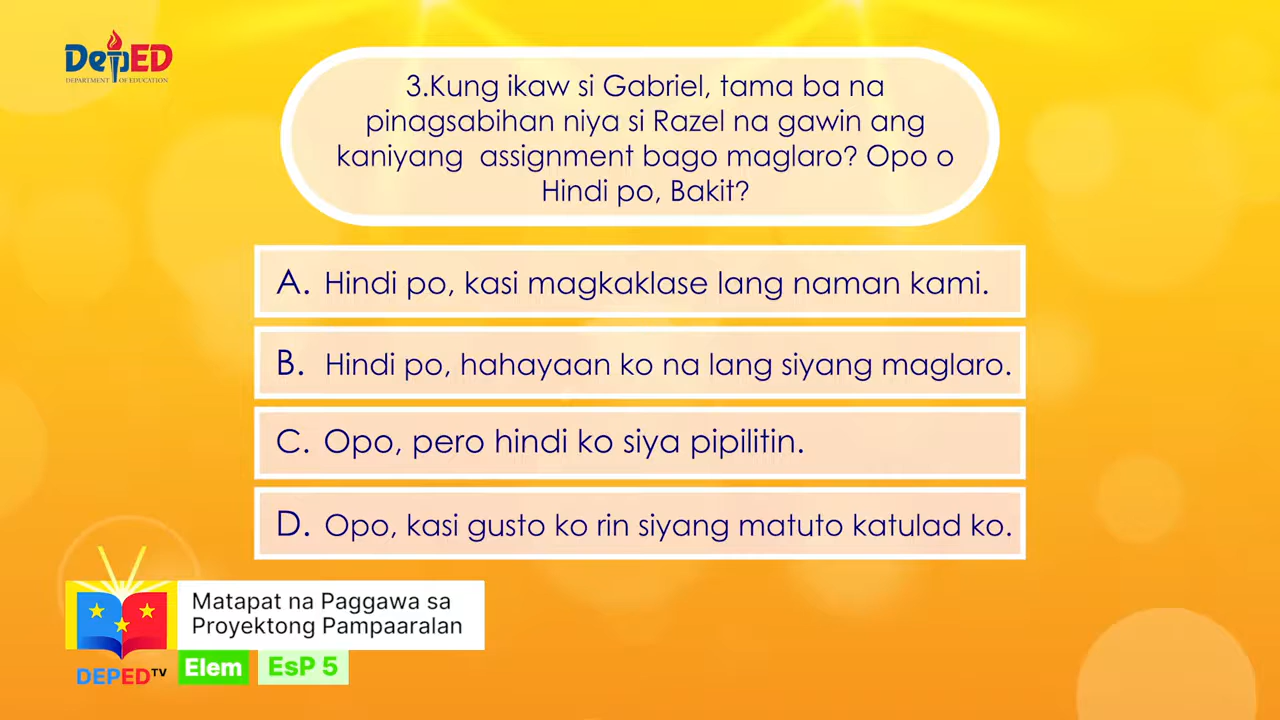 DepED
DEPARTMENT OF EDUCATION
3.Kung ikaw si Gabriel, tama ba na
pinagsabihan niya si Razel na gawin ang
kaniyang assignment bago maglaro? Opo o
Hindi po, Bakit?
A. Hindi po, kasi magkaklase lang naman kami.
B. Hindi po, hahayaan ko na lang siyang maglaro.
C. Opo, pero hindi ko siya pipilitin.
D. Opo, kasi gusto ko rin siyang matuto katulad ko.
Matapat na Paggawa sa
Proyektong Pampaaralan
DEPED TV
Elem EsP 5